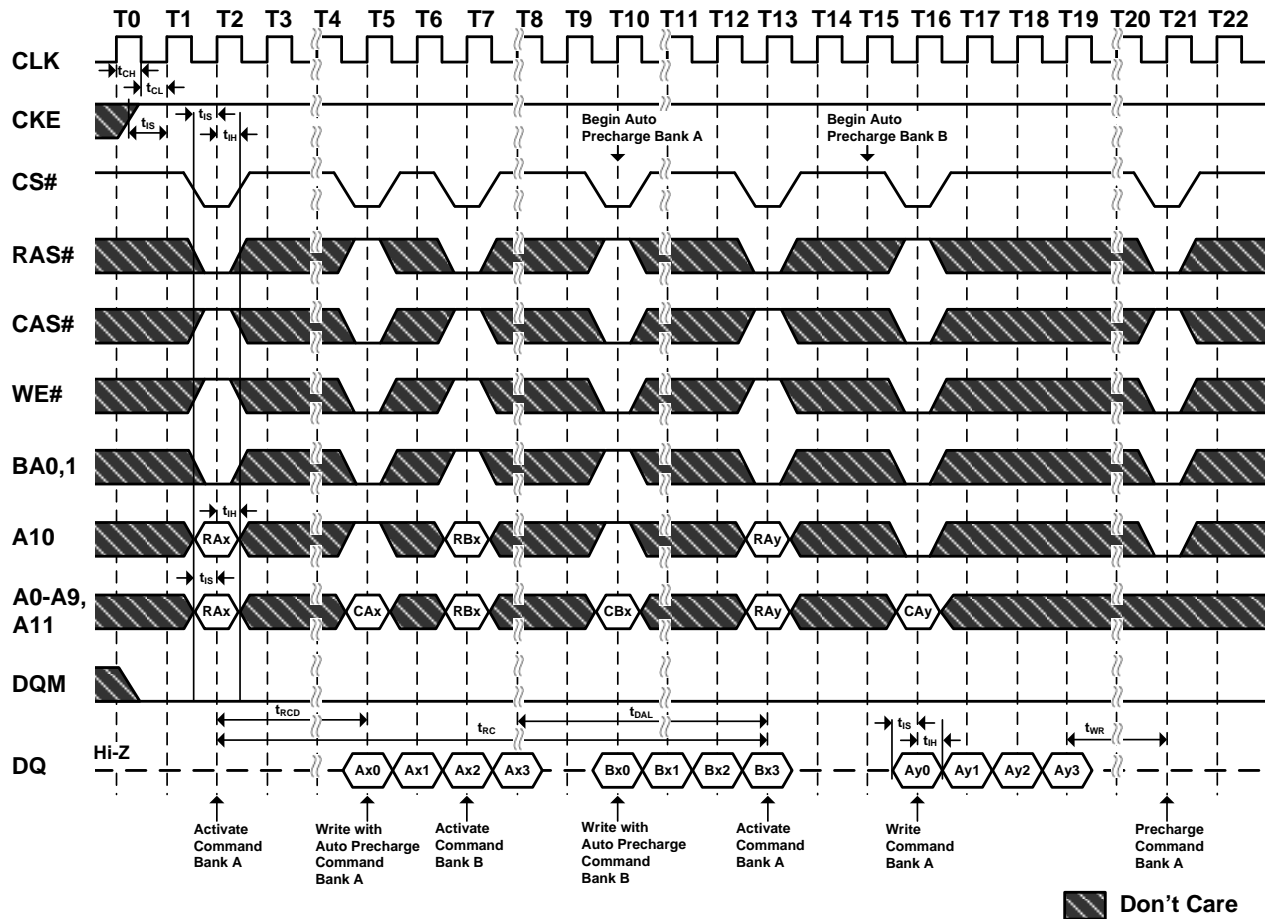 T0 T1 T2 T3 T4 T5 T6 T7 T8 T9 T10 T11 T12 T13 T14 T15 T16 T17 T18 T19 T20 T21 T22
CLK
tCH
tCL
CKE
tIS
tIS
tIH
Begin Auto
Precharge Bank A
Begin Auto
Precharge Bank B
CS#
RAS#
CAS#
WE#
BA0,1
tIH
A10
RAx RBx RAy
tIS
A0-A9,
A11
RAx CAx RBx CBx RAy CAy
DQM
tRCD
tDAL
tRC
tIS
tIH
tWR
Hi-Z
DQ
Ax0 Ax1 Ax2 Ax3 Bx0 Bx1 Bx2 Bx3 Ay0 Ay1 Ay2 Ay3
Activate
Command
Bank A
Write with
Auto Precharge
Command
Bank A
Activate
Command
Bank B
Write with
Auto Precharge
Command
Bank B
Activate
Command
Bank A
Write
Command
Bank A
Precharge
Command
Bank A
Don't Care